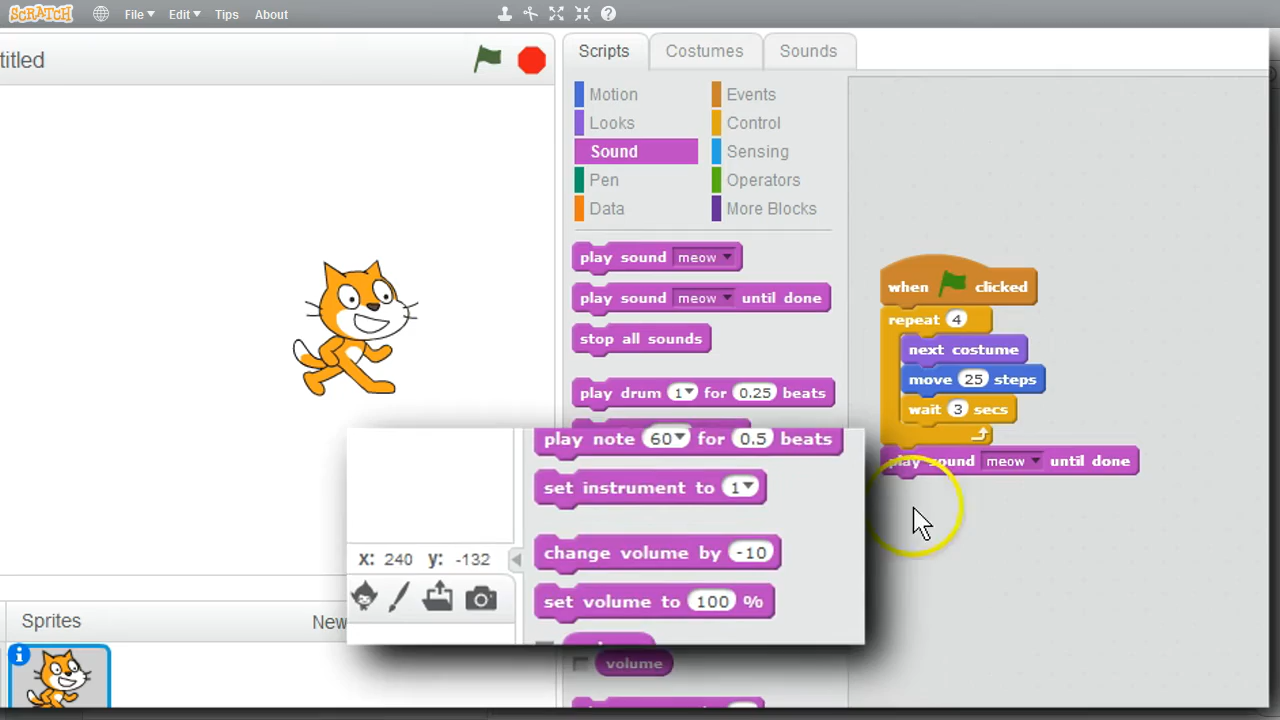 SCRATCH File Edit Tips About
titled
Scripts Costumes Sounds
Motion Events
Looks Control
Sound Sensing
Pen Operators
Data More Blocks
play sound meow
play sound meow until done
stop all sounds
play drum 1 for 0.25 beats
play note 60 for 0.5 beats
set instrument to 1
change volume by -10
set volume to 100 %
volume
x: 240 y: -132
Sprites New
when clicked
repeat 4
next costume
move 25 steps
wait 3 secs
play sound meow until done